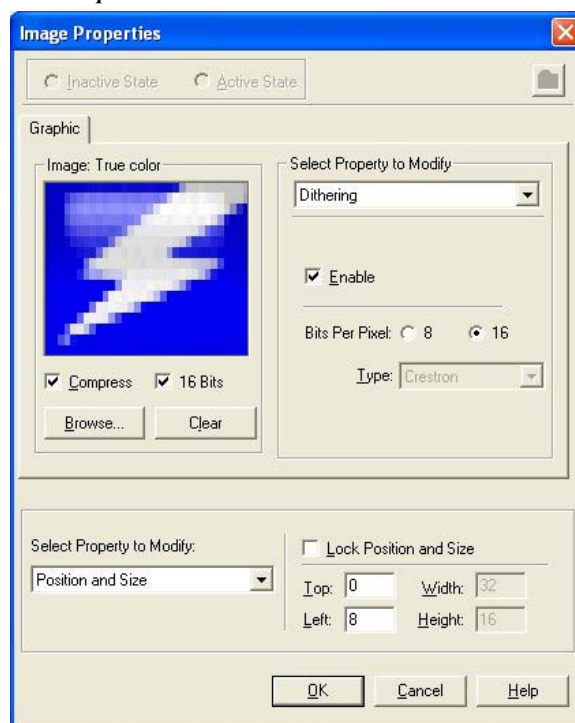 Image Properties
Inactive State Active State
Graphic
Image: True color
Select Property to Modify
Dithering
Enable
Bits Per Pixel: 8 16
Type: Crestron
Compress 16 Bits
Browse... Clear
Select Property to Modify:
Position and Size
Lock Position and Size
Top: 0 Width: 32
Left: 8 Height: 16
OK Cancel Help